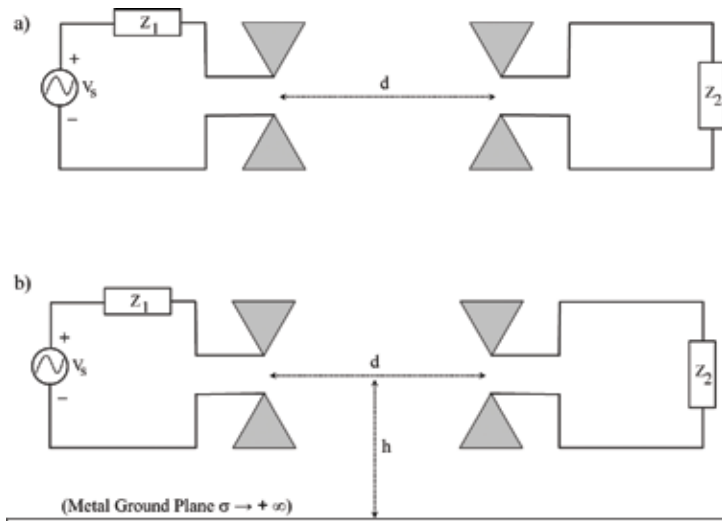 a)
Z1
+
Vs
−
d
Z2
b)
Z1
+
Vs
−
d
Z2
h
(Metal Ground Plane σ → + ∞)